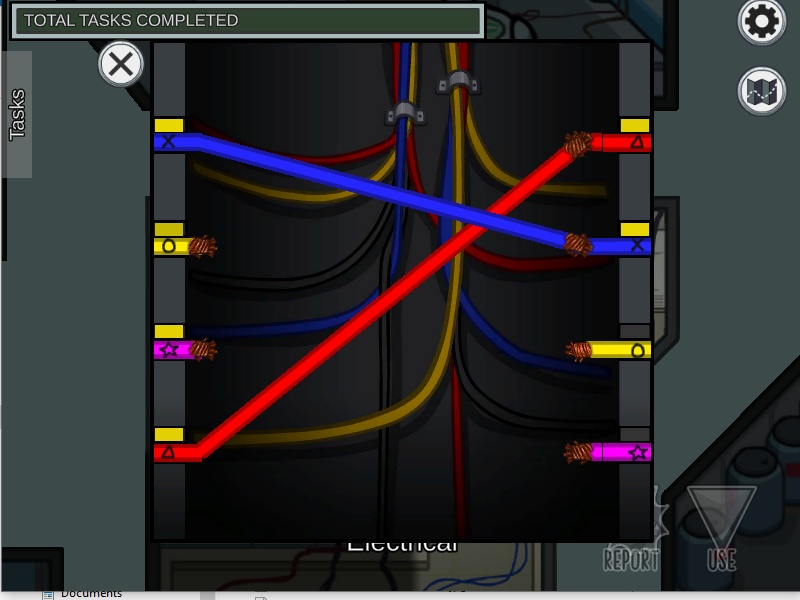 TOTAL TASKS COMPLETED
Tasks
Electrical
REPORT
USE
Documents